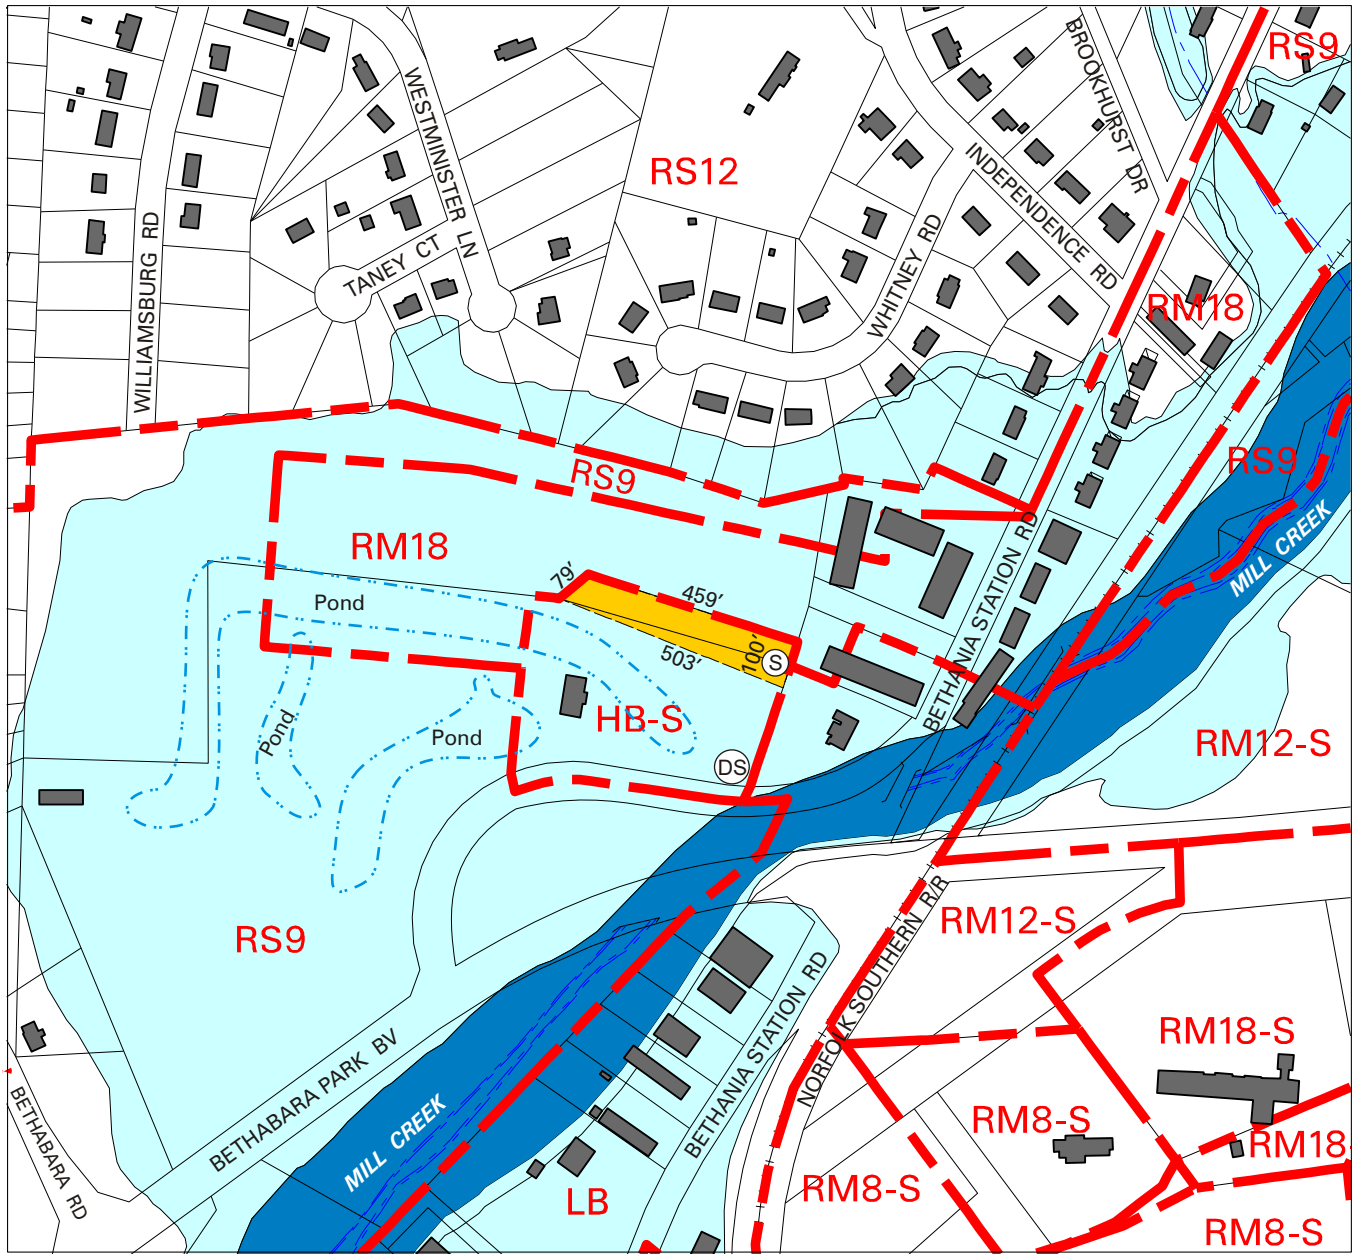 RS9
BROOKHURST DR
WESTMINISTER LN
RS12
INDEPENDENCE RD
WILLIAMSBURG RD
TANEY CT
WHITNEY RD
RM18
RS9
RS9
RM18
MILL CREEK
BETHANIA STATION RD
79'
459'
Pond
503'
100'
S
HB-S
Pond
Pond
DS
RM12-S
RS9
RM12-S
NORFOLK SOUTHERN R/R
BETHANIA STATION RD
BETHABARA PARK BV
MILL CREEK
BETHABARA RD
RM18-S
RM8-S
RM18-
RM8-S
LB
RM8-S